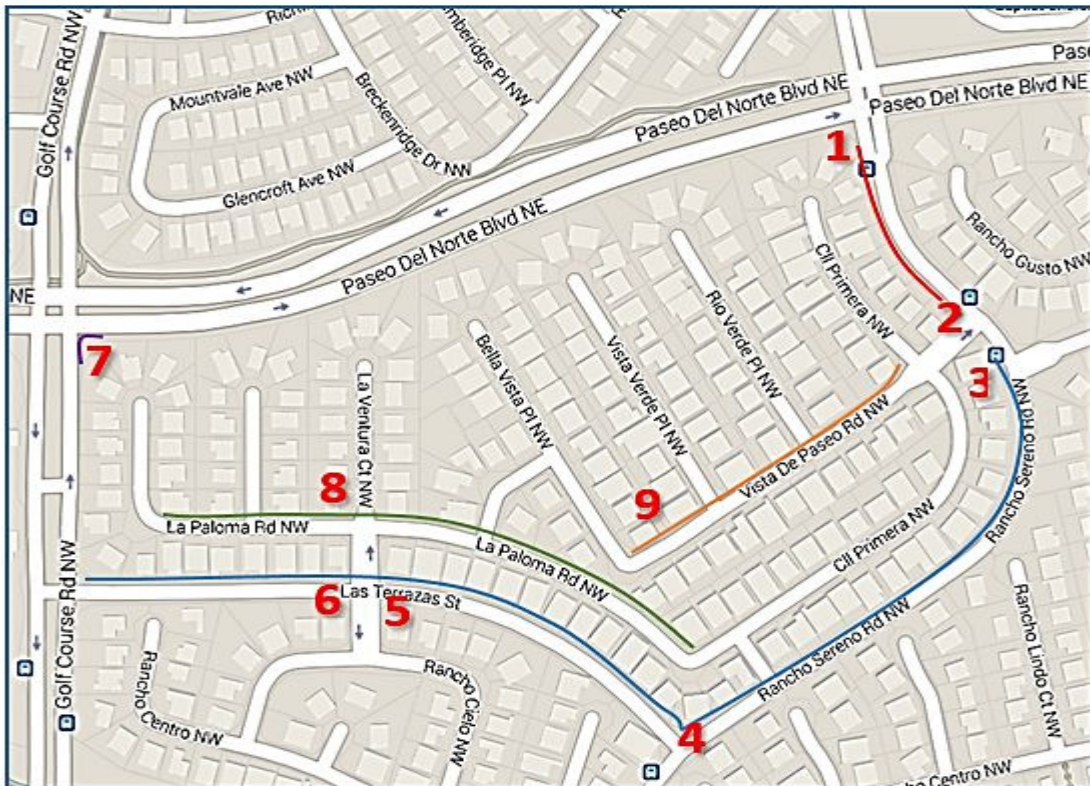 Golf Course Rd NW
Breckenridge Dr NW
Mountvale Ave NW
Glencroft Ave NW
Paseo Del Norte Blvd NE
Paseo Del Norte Blvd NE
1
Paseo Del Norte Blvd NE
NE
Rancho Gusto NW
Cll Primera NW
2
Rio Verde Pl NW
Vista Verde Pl NW
Bella Vista Pl NW
7
3
La Ventura Ct NW
Vista De Paseo Rd NW
Rancho Sereno Rd NW
8
9
La Paloma Rd NW
La Paloma Rd NW
Cll Primera NW
Golf Course Rd NW
6
Las Terrazas St
5
Rancho Sereno Rd NW
Rancho Lindo Ct NW
Rancho Centro NW
Rancho Cielo NW
4
Centro NW